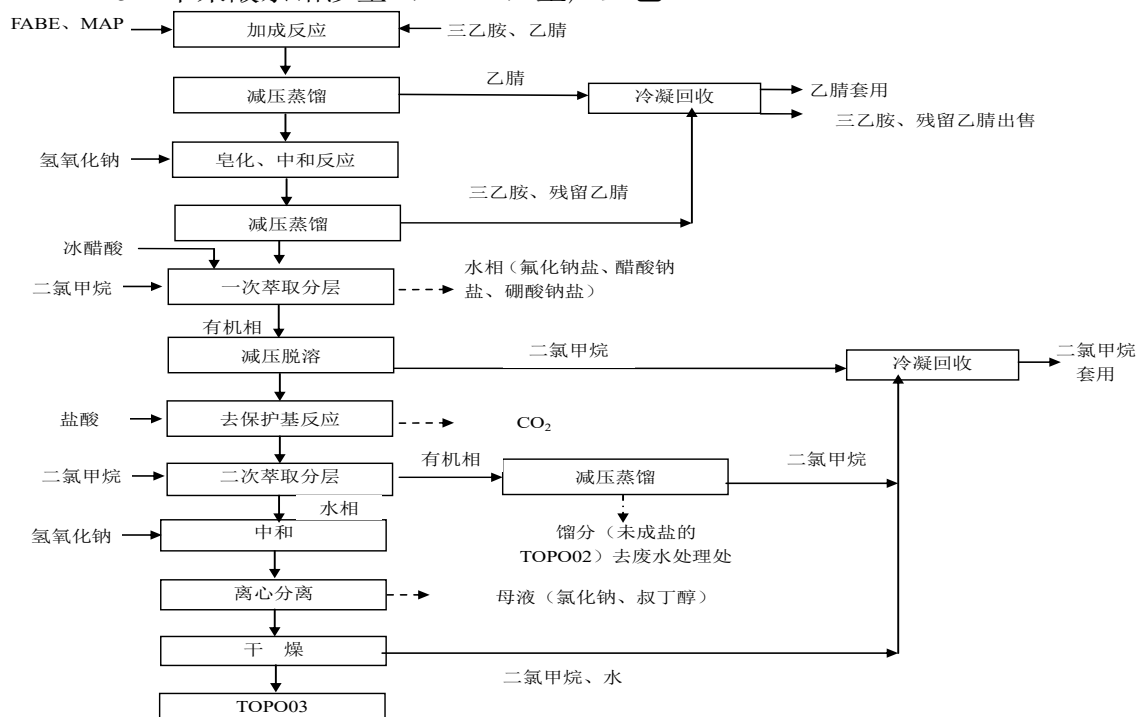 FABE、MAP
加成反应
三乙胺、乙腈
减压蒸馏
乙腈
冷凝回收
乙腈套用
三乙胺、残留乙腈出售
氢氧化钠
皂化、中和反应
三乙胺、残留乙腈
减压蒸馏
冰醋酸
二氯甲烷
一次萃取分层
水相（氟化钠盐、醋酸钠
盐、硼酸钠盐）
有机相
减压脱溶
二氯甲烷
冷凝回收
二氯甲烷
套用
盐酸
去保护基反应
CO₂
二氯甲烷
二次萃取分层
有机相
减压蒸馏
二氯甲烷
水相
氢氧化钠
中和
馏分（未成盐的
TOPO02）去废水处理处
离心分离
母液（氯化钠、叔丁醇）
干 燥
二氯甲烷、水
TOPO03